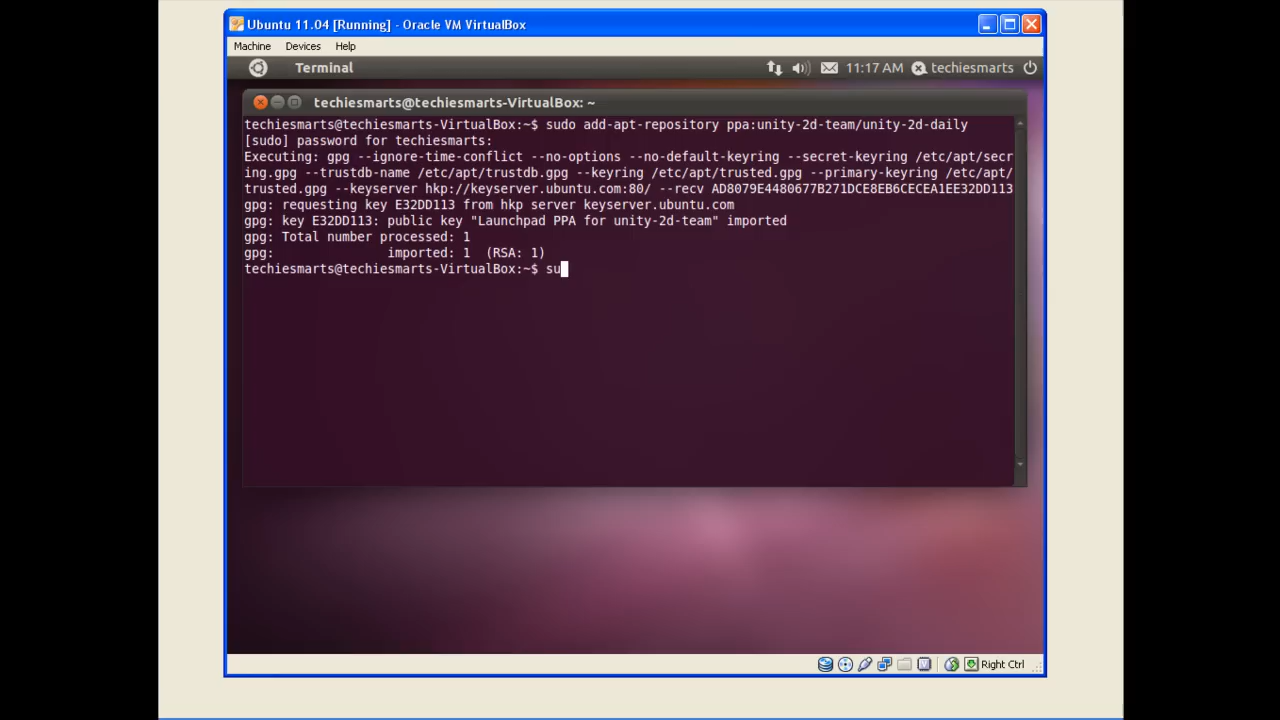 Ubuntu 11.04 [Running] - Oracle VM VirtualBox
Machine Devices Help
Terminal 11:17 AM techiesmarts
techiesmarts@techiesmarts-VirtualBox: ~
techiesmarts@techiesmarts-VirtualBox:~$ sudo add-apt-repository ppa:unity-2d-team/unity-2d-daily
[sudo] password for techiesmarts:
Executing: gpg --ignore-time-conflict --no-options --no-default-keyring --secret-keyring /etc/apt/secr
ing.gpg --trustdb-name /etc/apt/trustdb.gpg --keyring /etc/apt/trusted.gpg --primary-keyring /etc/apt/
trusted.gpg --keyserver hkp://keyserver.ubuntu.com:80/ --recv AD8079E4480677B271DCE8EB6CECEA1EE32DD113
gpg: requesting key E32DD113 from hkp server keyserver.ubuntu.com
gpg: key E32DD113: public key "Launchpad PPA for unity-2d-team" imported
gpg: Total number processed: 1
gpg:               imported: 1  (RSA: 1)
techiesmarts@techiesmarts-VirtualBox:~$ su
Right Ctrl